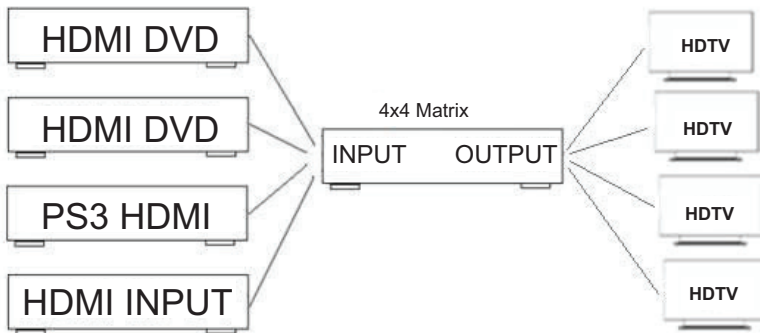 HDMI DVD
HDMI DVD
PS3 HDMI
HDMI INPUT
4x4 Matrix
INPUT OUTPUT
HDTV
HDTV
HDTV
HDTV